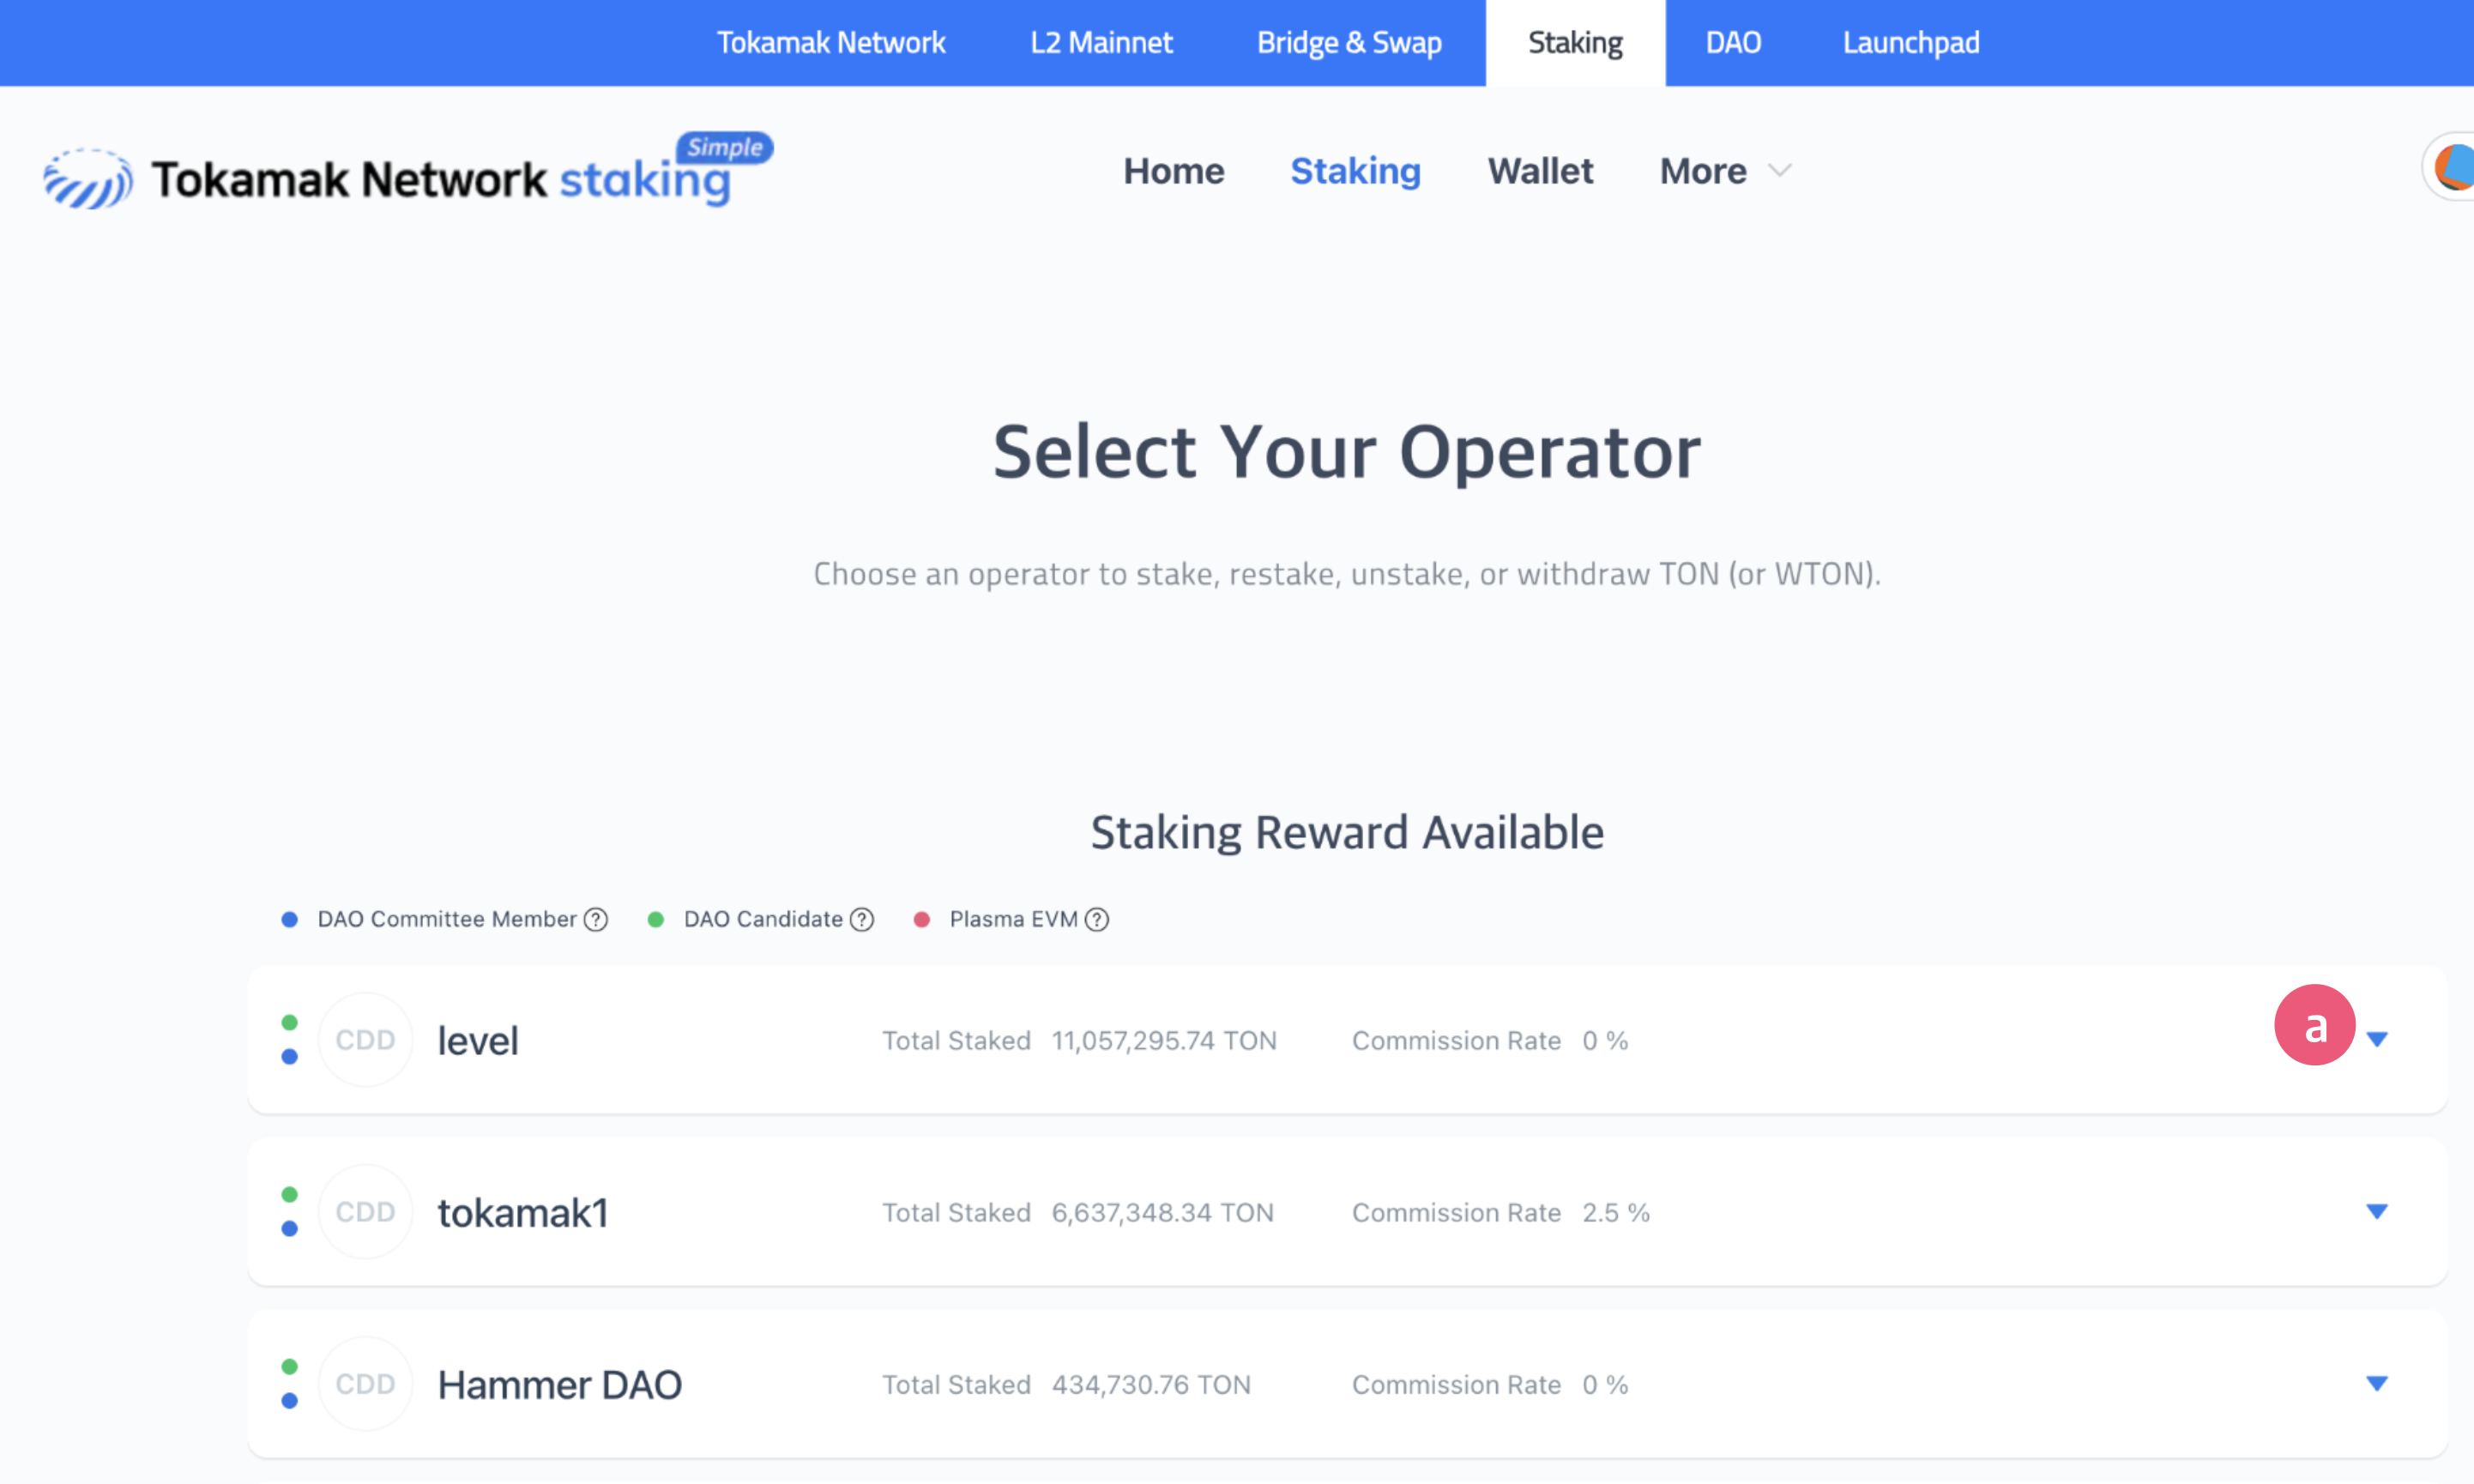 Tokamak Network L2 Mainnet Bridge & Swap Staking DAO Launchpad
Tokamak Network staking Simple
Home Staking Wallet More
Select Your Operator
Choose an operator to stake, restake, unstake, or withdraw TON (or WTON).
Staking Reward Available
DAO Committee Member ? DAO Candidate ? Plasma EVM ?
CDD level Total Staked 11,057,295.74 TON Commission Rate 0 % a
CDD tokamak1 Total Staked 6,637,348.34 TON Commission Rate 2.5 %
CDD Hammer DAO Total Staked 434,730.76 TON Commission Rate 0 %